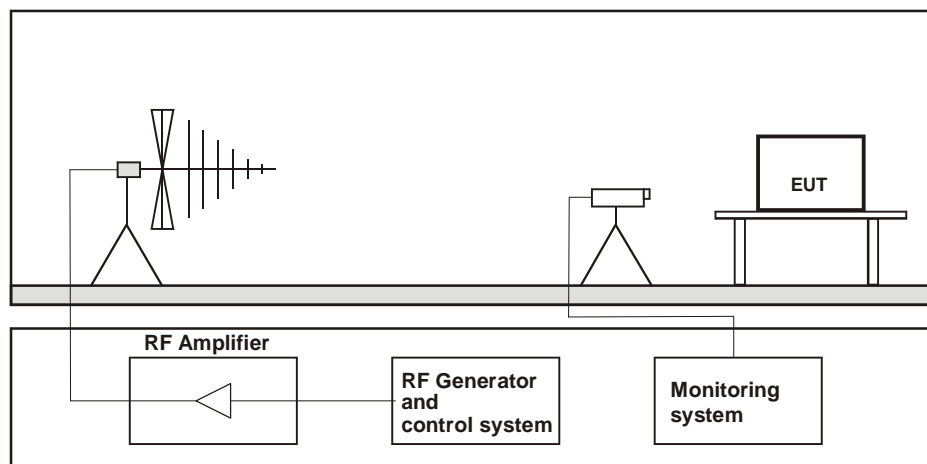 EUT
RF Amplifier
RF Generator
and
control system
Monitoring
system